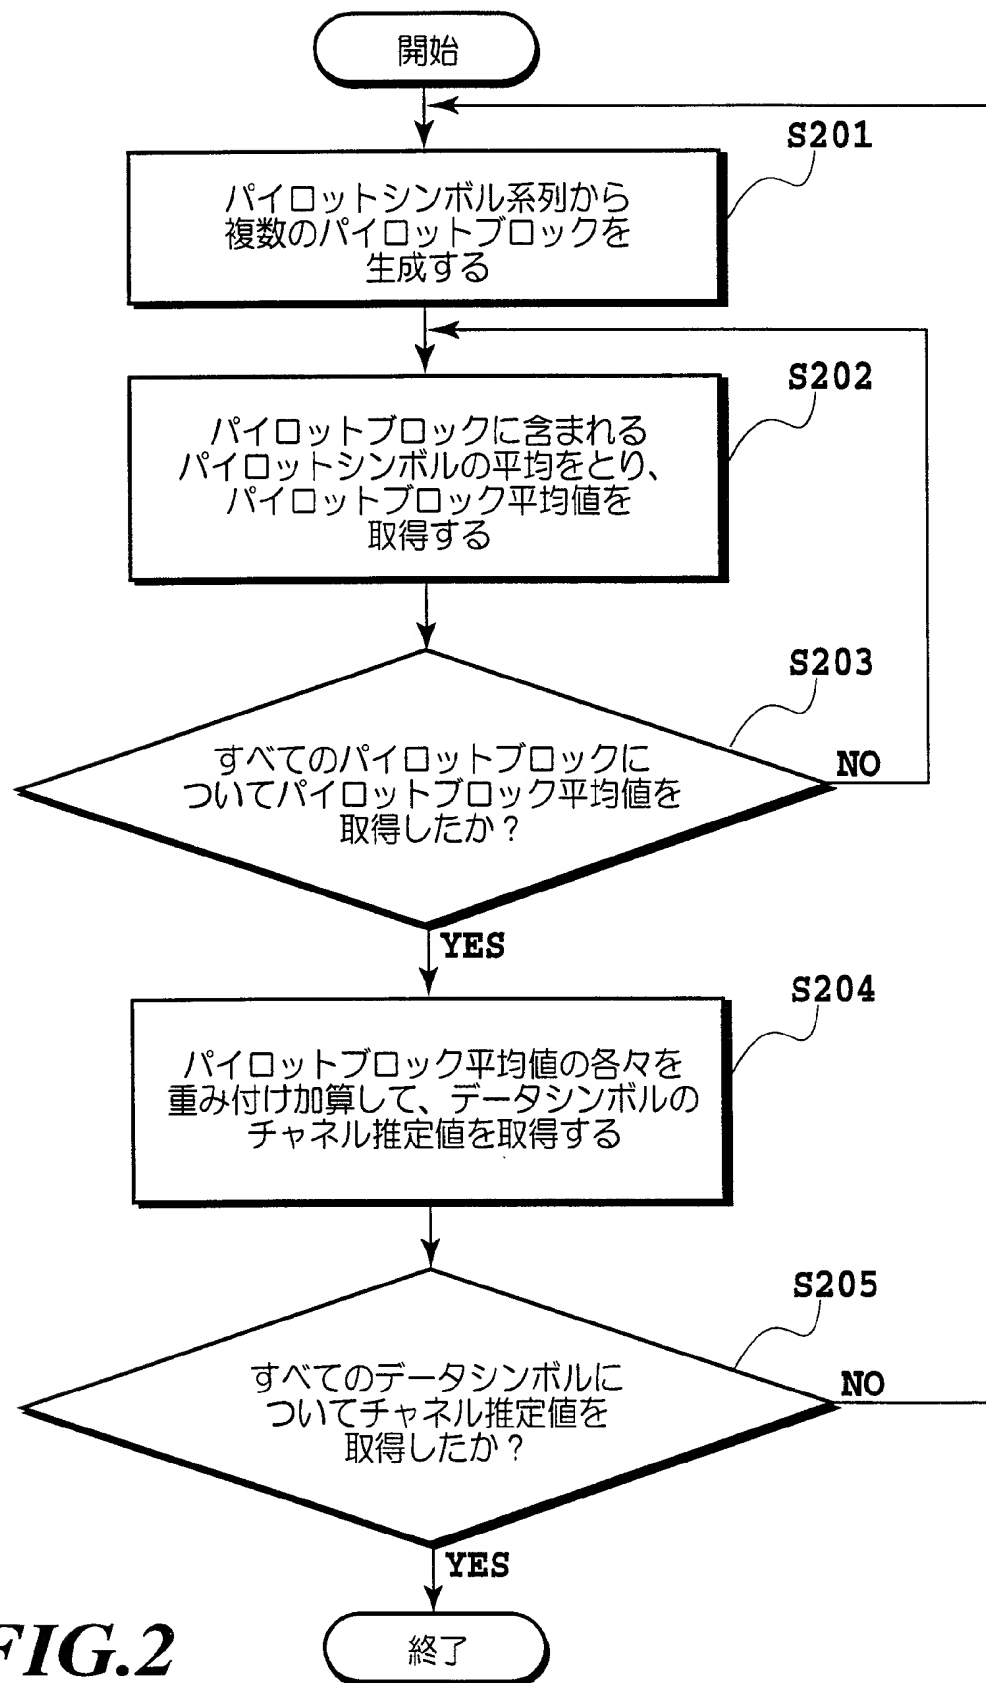 開始
S201
パイロットシンボル系列から
複数のパイロットブロックを
生成する
S202
パイロットブロックに含まれる
パイロットシンボルの平均をとり、
パイロットブロック平均値を
取得する
S203
すべてのパイロットブロックに
ついてパイロットブロック平均値を
取得したか？
NO
YES
S204
パイロットブロック平均値の各々を
重み付け加算して、データシンボルの
チャネル推定値を取得する
S205
すべてのデータシンボルに
ついてチャネル推定値を
取得したか？
NO
YES
終了
FIG.2